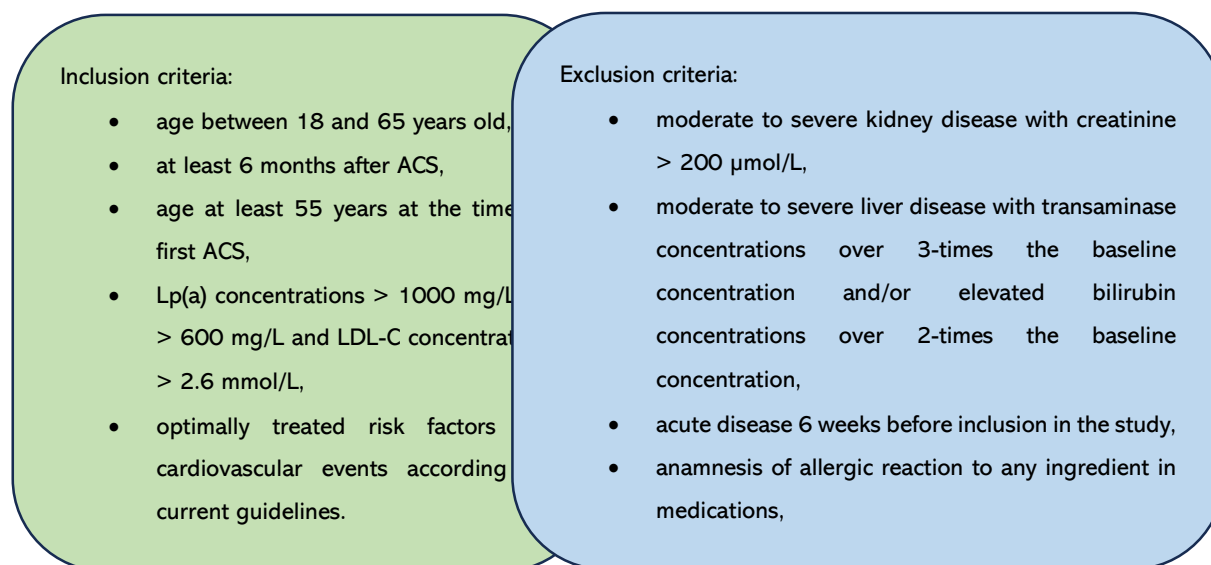 Inclusion criteria:
• age between 18 and 65 years old,
• at least 6 months after ACS,
• age at least 55 years at the time
first ACS,
• Lp(a) concentrations > 1000 mg/L
> 600 mg/L and LDL-C
> 2.6 mmol/L,
• optimally treated risk factors
cardiovascular events according
current guidelines.
Exclusion criteria:
• moderate to severe kidney disease with creatinine
> 200 µmol/L,
• moderate to severe liver disease with transaminase
concentrations over 3-times the baseline
concentration and/or elevated bilirubin
concentrations over 2-times the baseline
concentration,
• acute disease 6 weeks before inclusion in the study,
• anamnesis of allergic reaction to any ingredient in
medications,